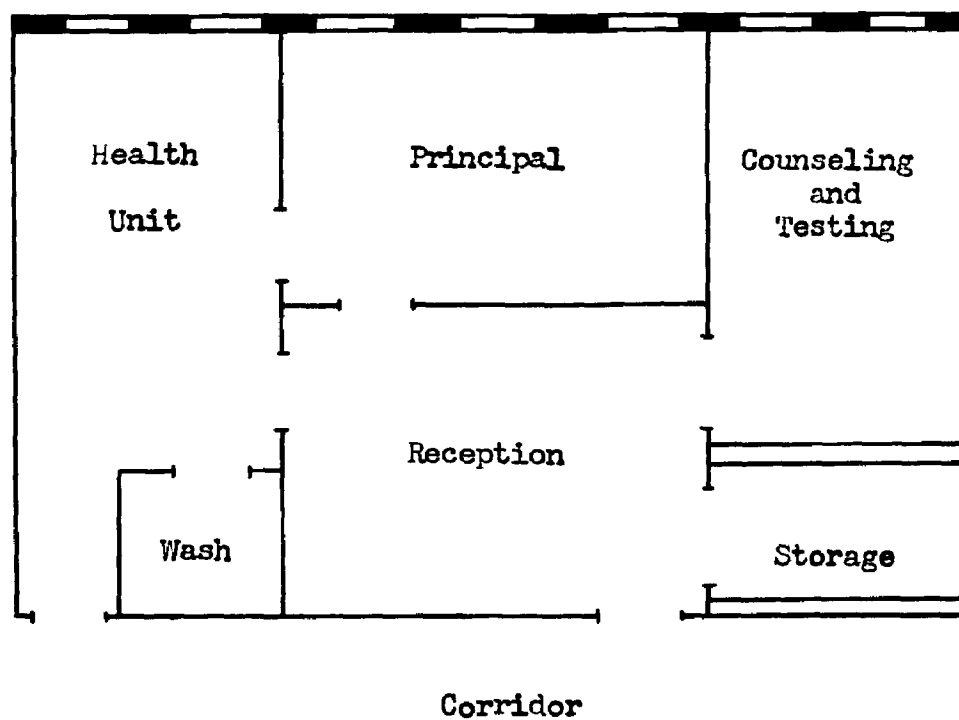 Health
Unit
Principal
Counseling
and
Testing
Reception
Wash
Storage
Corridor